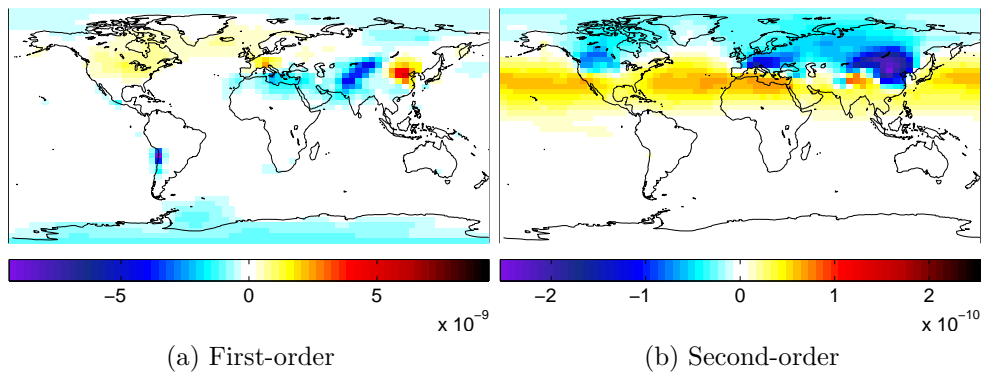 −5 0 5
x 10⁻⁹
(a) First-order
−2 −1 0 1 2
x 10⁻¹⁰
(b) Second-order